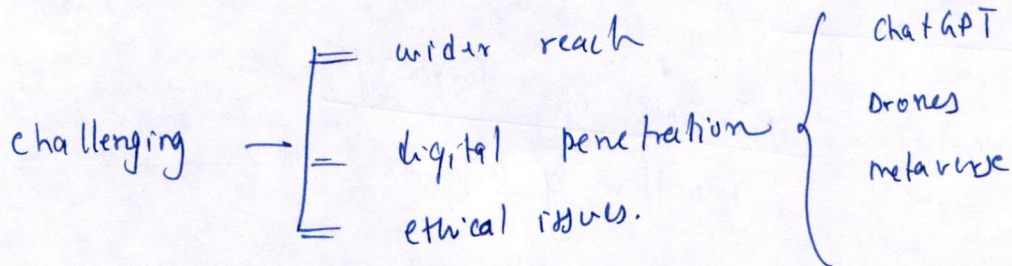 wider reach
challenging → digital penetration
ethical issues.
ChatGPT
Drones
metaverse